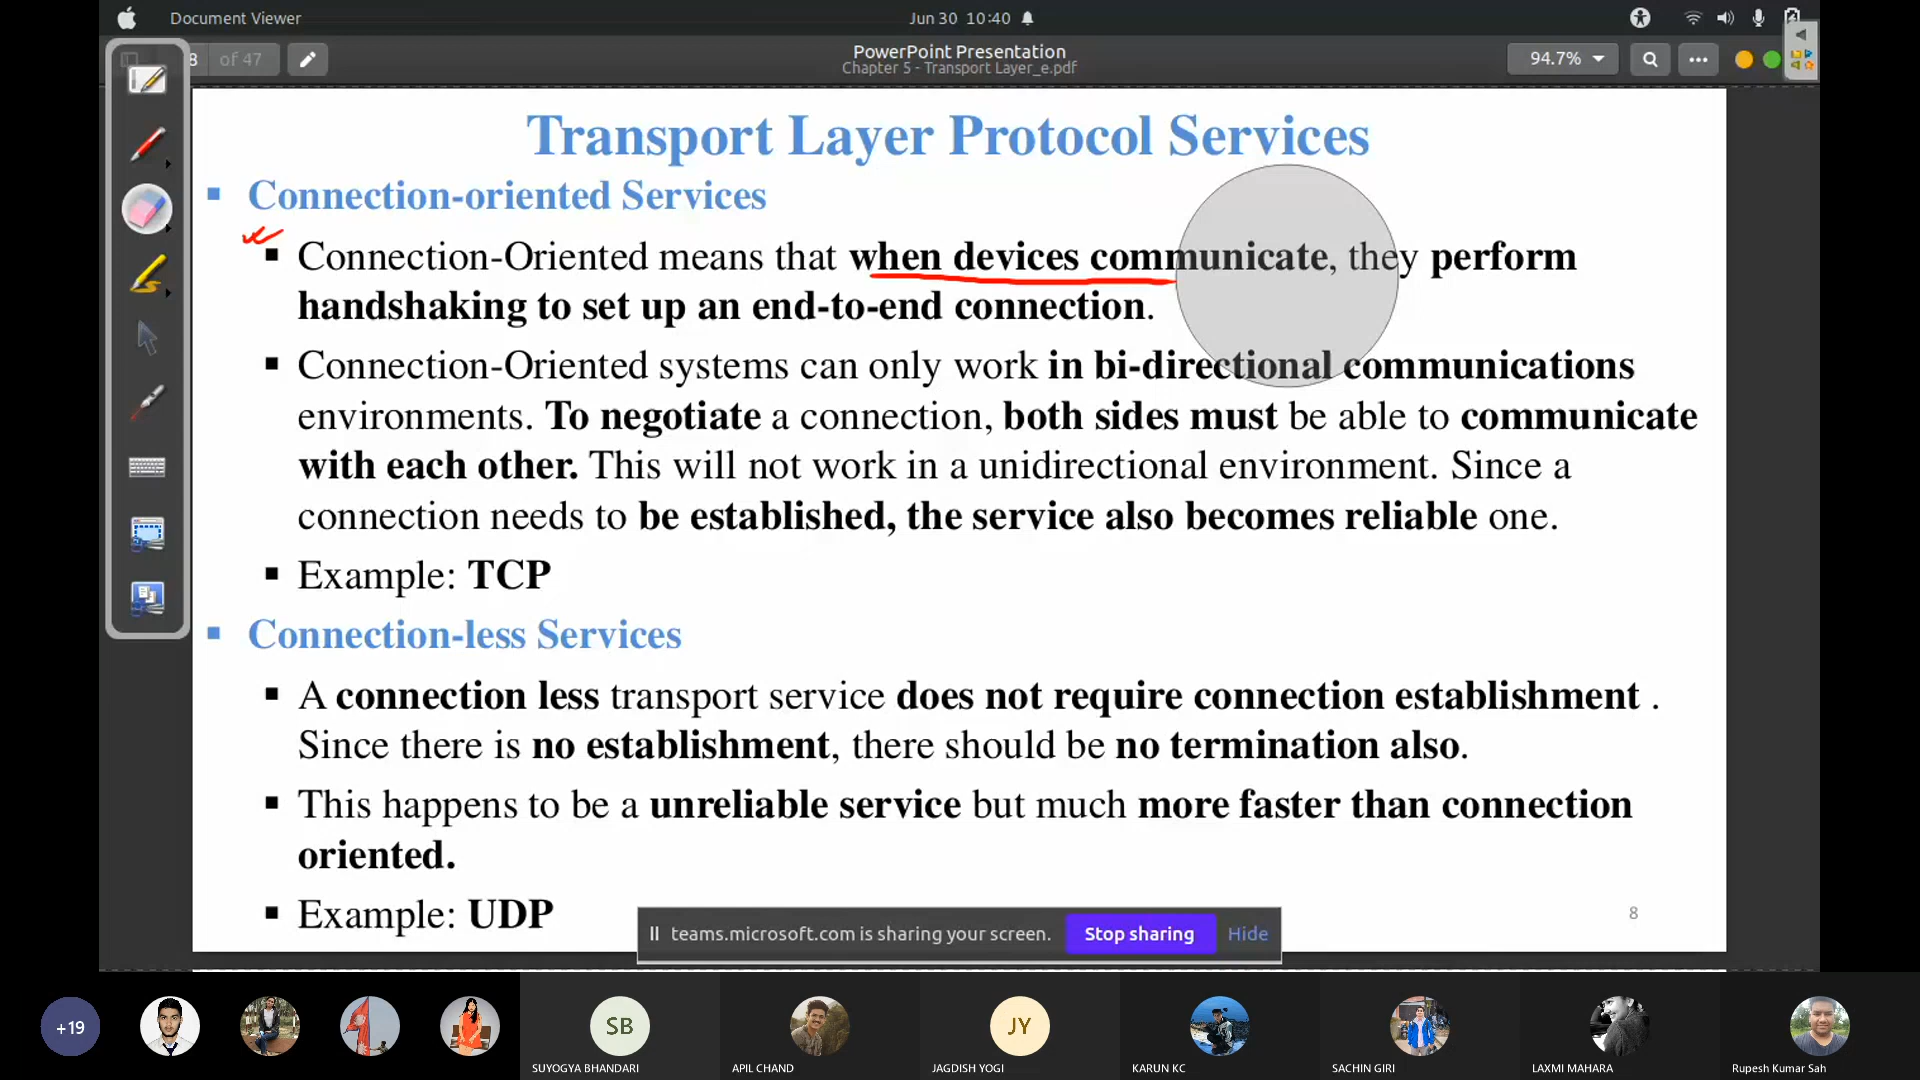 Document Viewer
Jun 30 10:40
8 of 47
PowerPoint Presentation
Chapter 5 - Transport Layer_e.pdf
94.7%
Transport Layer Protocol Services
▪ Connection-oriented Services
▪ Connection-Oriented means that when devices communicate, they perform
handshaking to set up an end-to-end connection.
▪ Connection-Oriented systems can only work in bi-directional communications
environments. To negotiate a connection, both sides must be able to communicate
with each other. This will not work in a unidirectional environment. Since a
connection needs to be established, the service also becomes reliable one.
▪ Example: TCP
▪ Connection-less Services
▪ A connection less transport service does not require connection establishment .
Since there is no establishment, there should be no termination also.
▪ This happens to be a unreliable service but much more faster than connection
oriented.
▪ Example: UDP
8
teams.microsoft.com is sharing your screen. Stop sharing Hide
+19
SB
JY
SUYOGYA BHANDARI
APIL CHAND
JAGDISH YOGI
KARUN KC
SACHIN GIRI
LAXMI MAHARA
Rupesh Kumar Sah